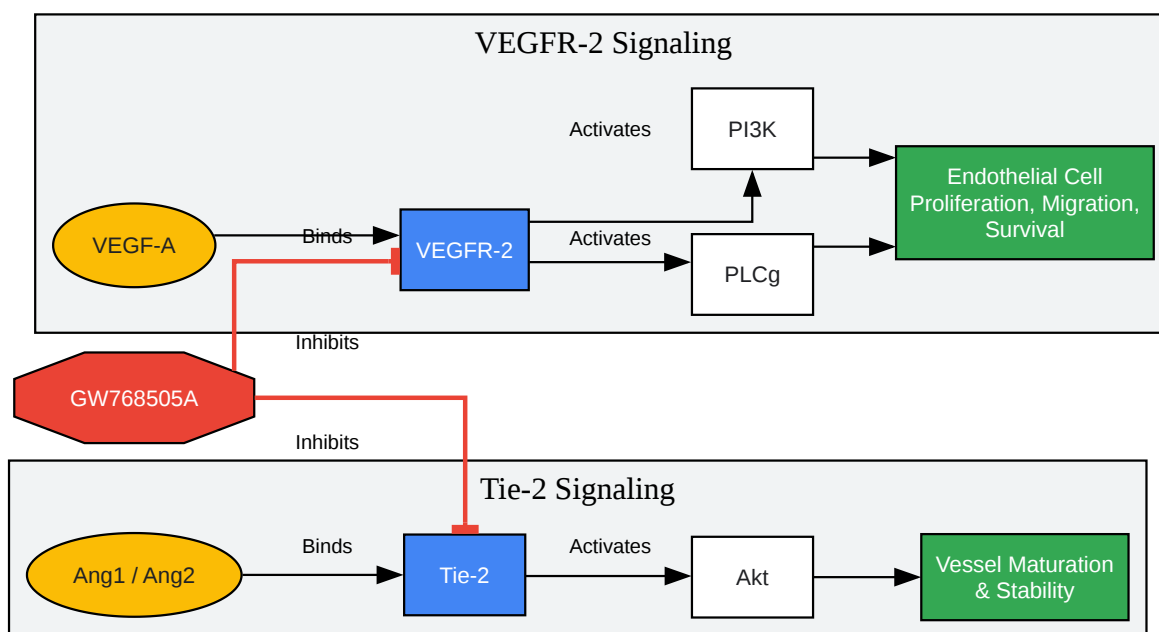 VEGFR-2 Signaling
Activates
PI3K
Endothelial Cell
Proliferation, Migration,
Survival
VEGF-A
Binds
VEGFR-2
Activates
PLCg
Inhibits
GW768505A
Inhibits
Tie-2 Signaling
Ang1 / Ang2
Binds
Tie-2
Activates
Akt
Vessel Maturation
& Stability